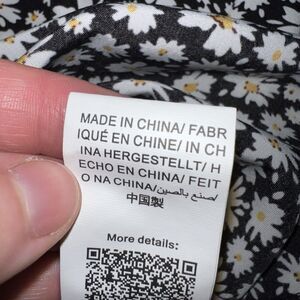 MADE IN CHINA/ FABR
IQUÉ EN CHINE/ IN CH
INA HERGESTELLT/ H
ECHO EN CHINA/ FEIT
O NA CHINA/صنع بالصين/
中国製
More details: